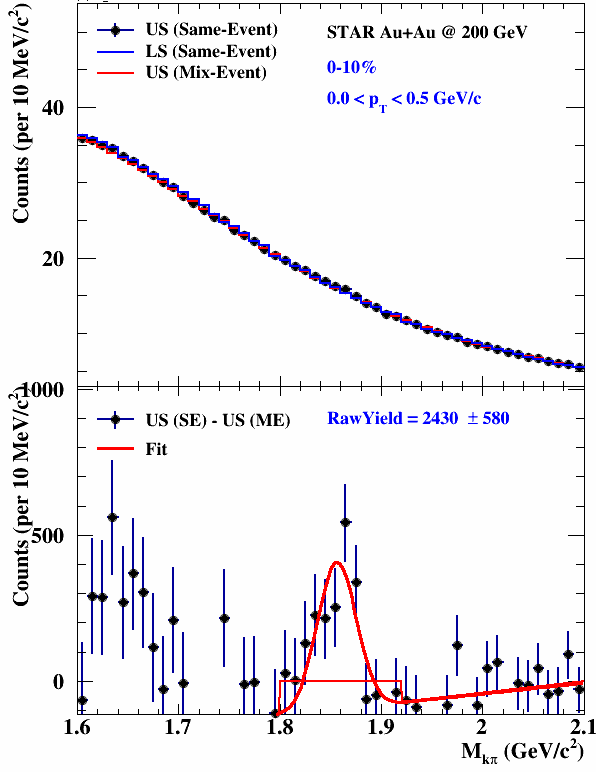 US (Same-Event)
LS (Same-Event)
US (Mix-Event)
STAR Au+Au @ 200 GeV
0-10%
0.0 < p_T < 0.5 GeV/c
Counts (per 10 MeV/c²)
40
20
US (SE) - US (ME)
Fit
RawYield = 2430 ± 580
Counts (per 10 MeV/c²)
1000
500
0
1.6 1.7 1.8 1.9 2 2.1
M_kπ (GeV/c²)